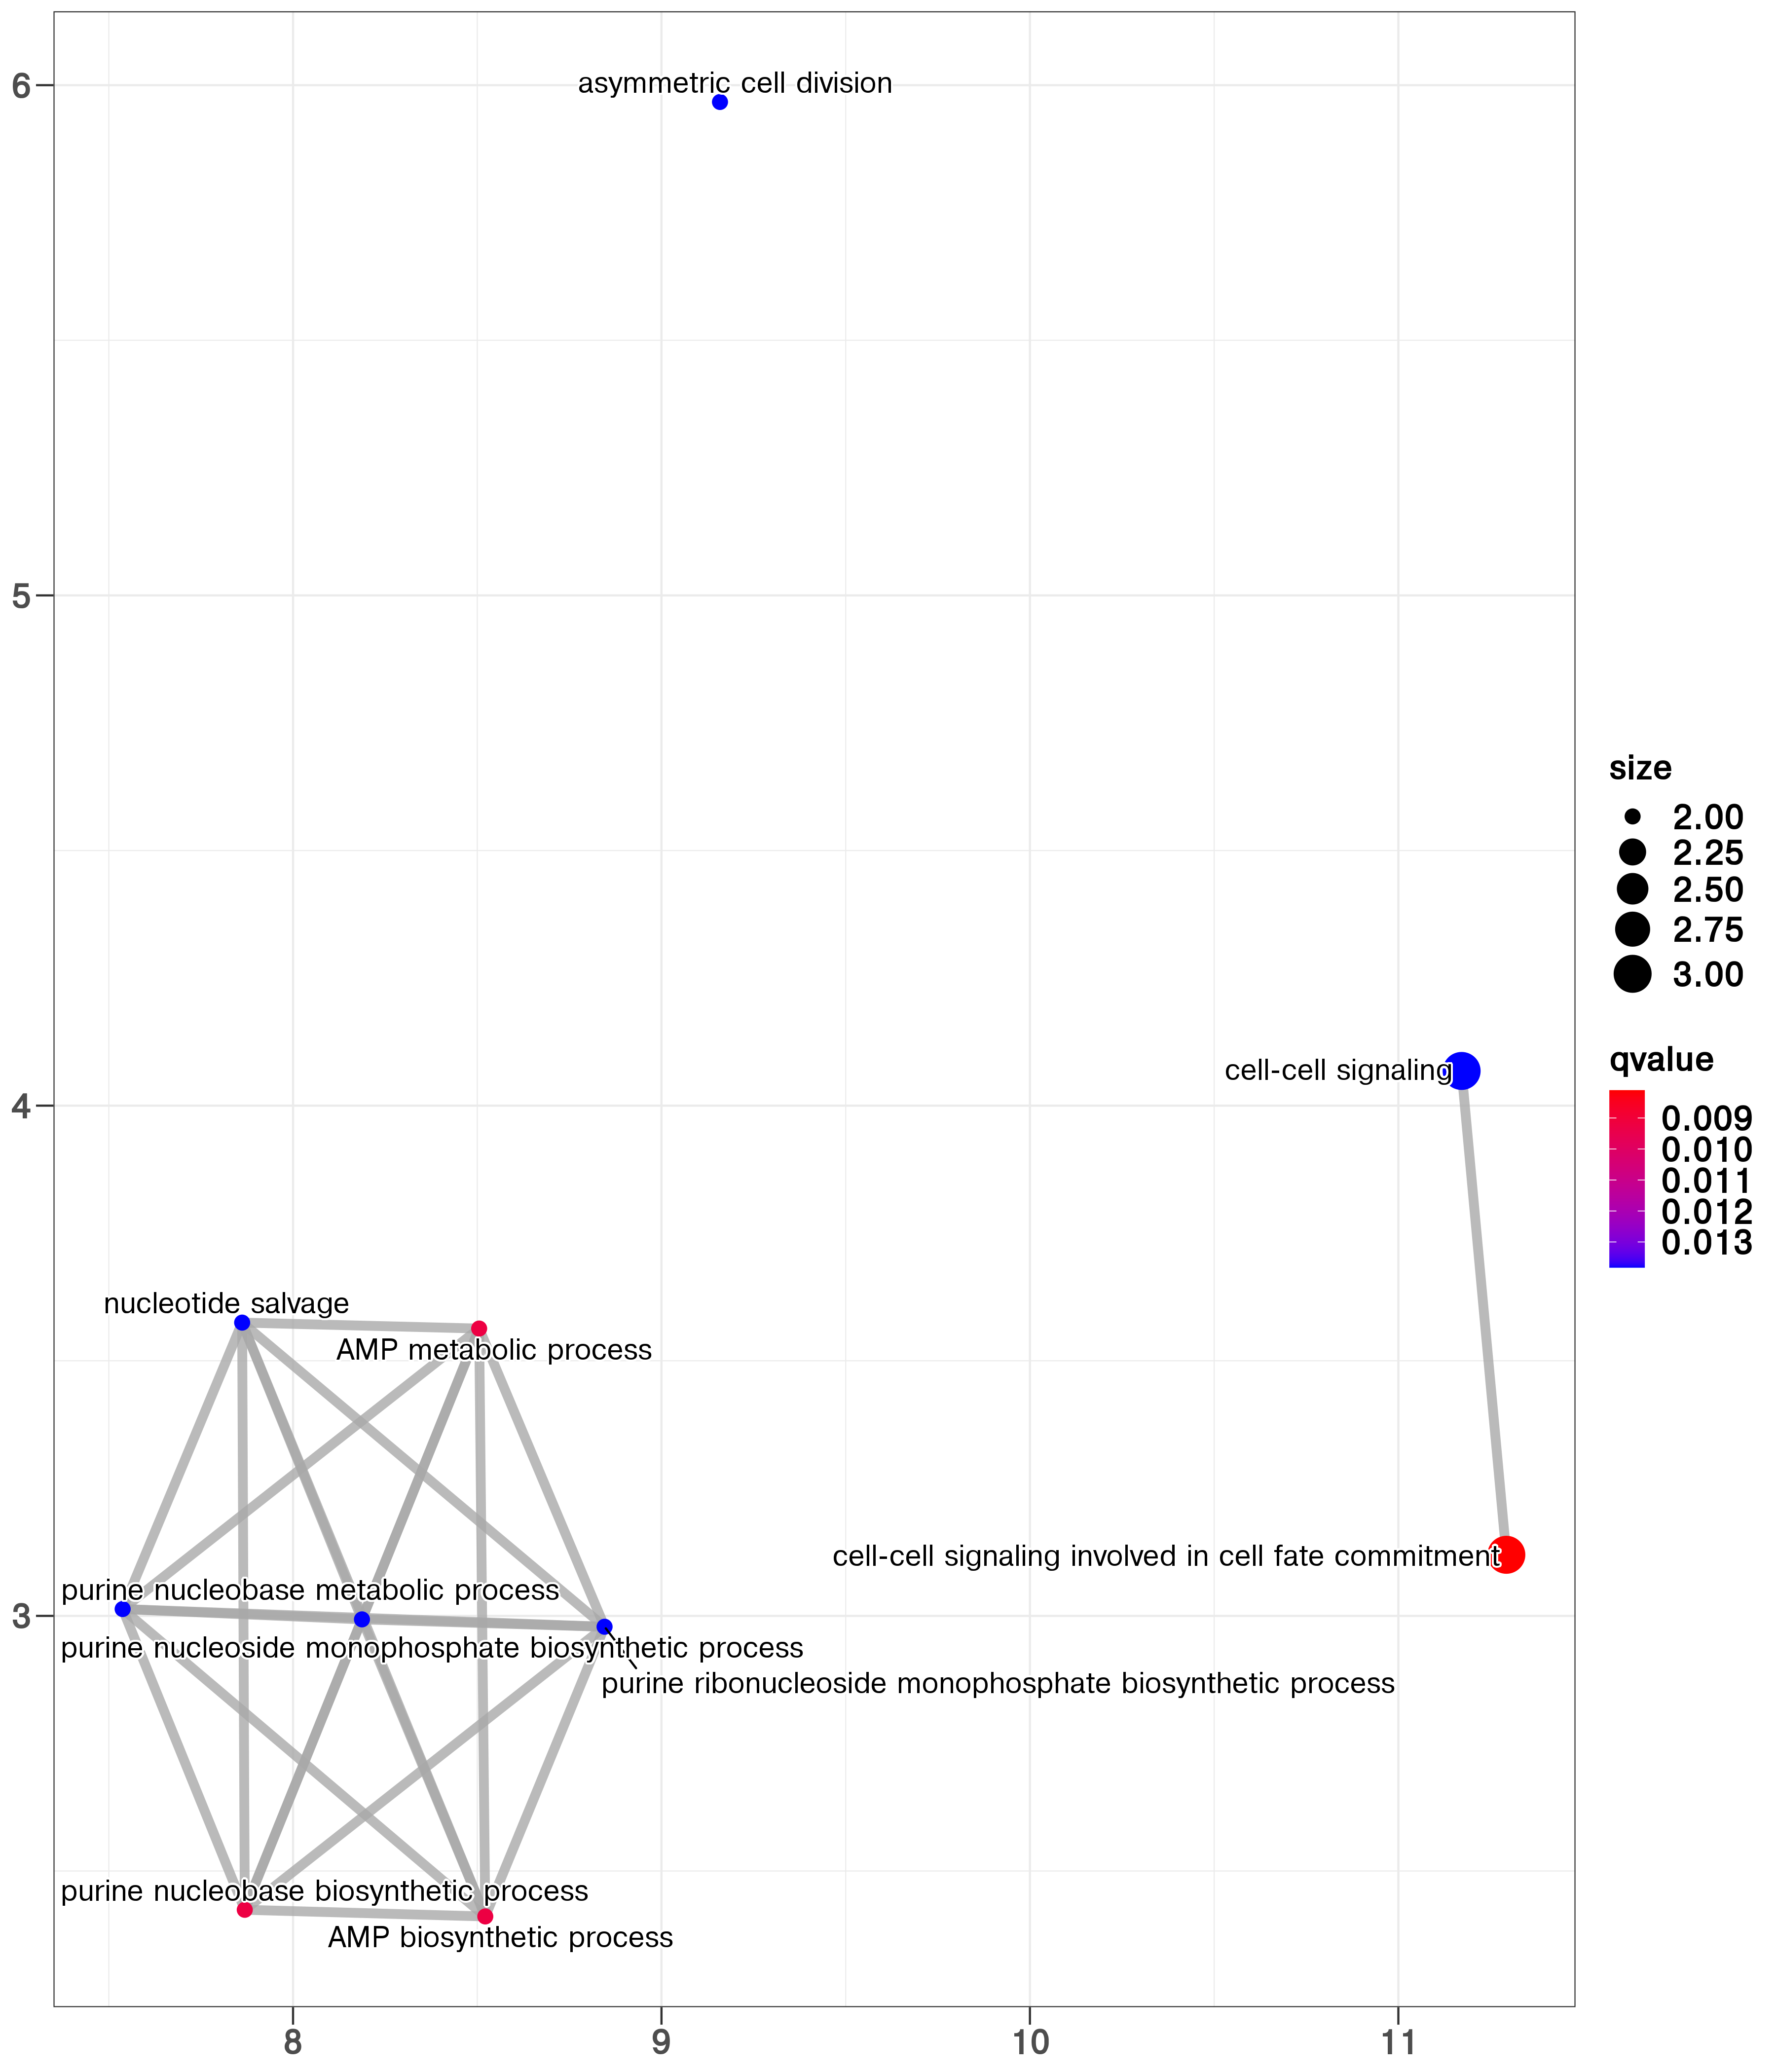 6
asymmetric cell division
5
size
2.00
2.25
2.50
2.75
3.00
qvalue
0.009
0.010
0.011
0.012
0.013
cell-cell signaling
4
nucleotide salvage
AMP metabolic process
cell-cell signaling involved in cell fate commitment
purine nucleobase metabolic process
3
purine nucleoside monophosphate biosynthetic process
purine ribonucleoside monophosphate biosynthetic process
purine nucleobase biosynthetic process
AMP biosynthetic process
8 9 10 11